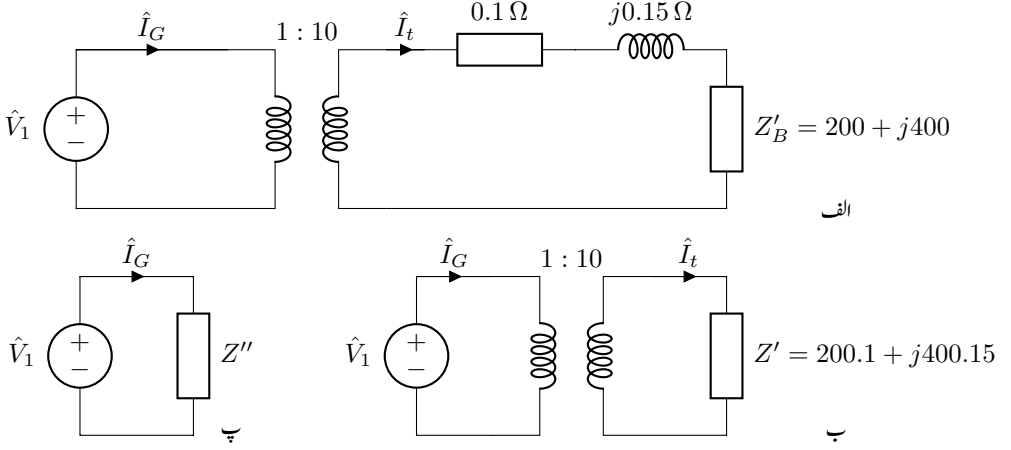 0.1 Ω
j0.15 Ω
Î_G
1 : 10
Î_t
V̂_1
+
−
Z'_B = 200 + j400
الف
Î_G
V̂_1
+
−
Z''
پ
Î_G
1 : 10
Î_t
V̂_1
+
−
Z' = 200.1 + j400.15
ب